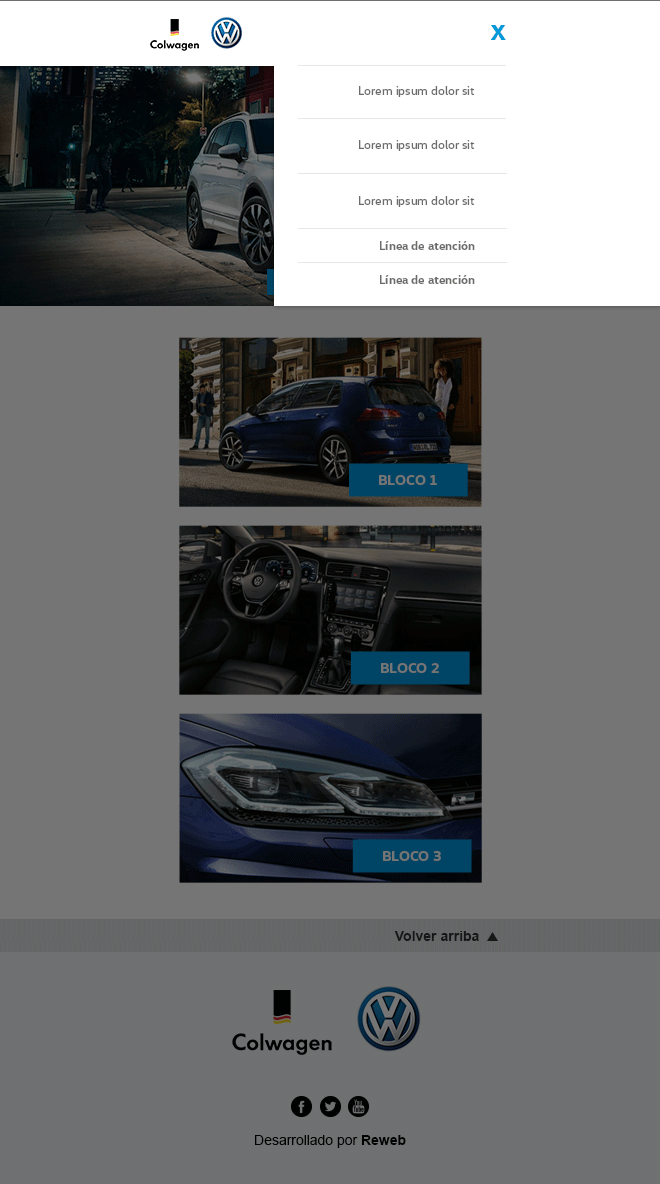 Colwagen
X
Lorem ipsum dolor sit
Lorem ipsum dolor sit
Lorem ipsum dolor sit
Línea de atención
Línea de atención
BLOCO 1
BLOCO 2
BLOCO 3
Volver arriba
Colwagen
Desarrollado por Reweb